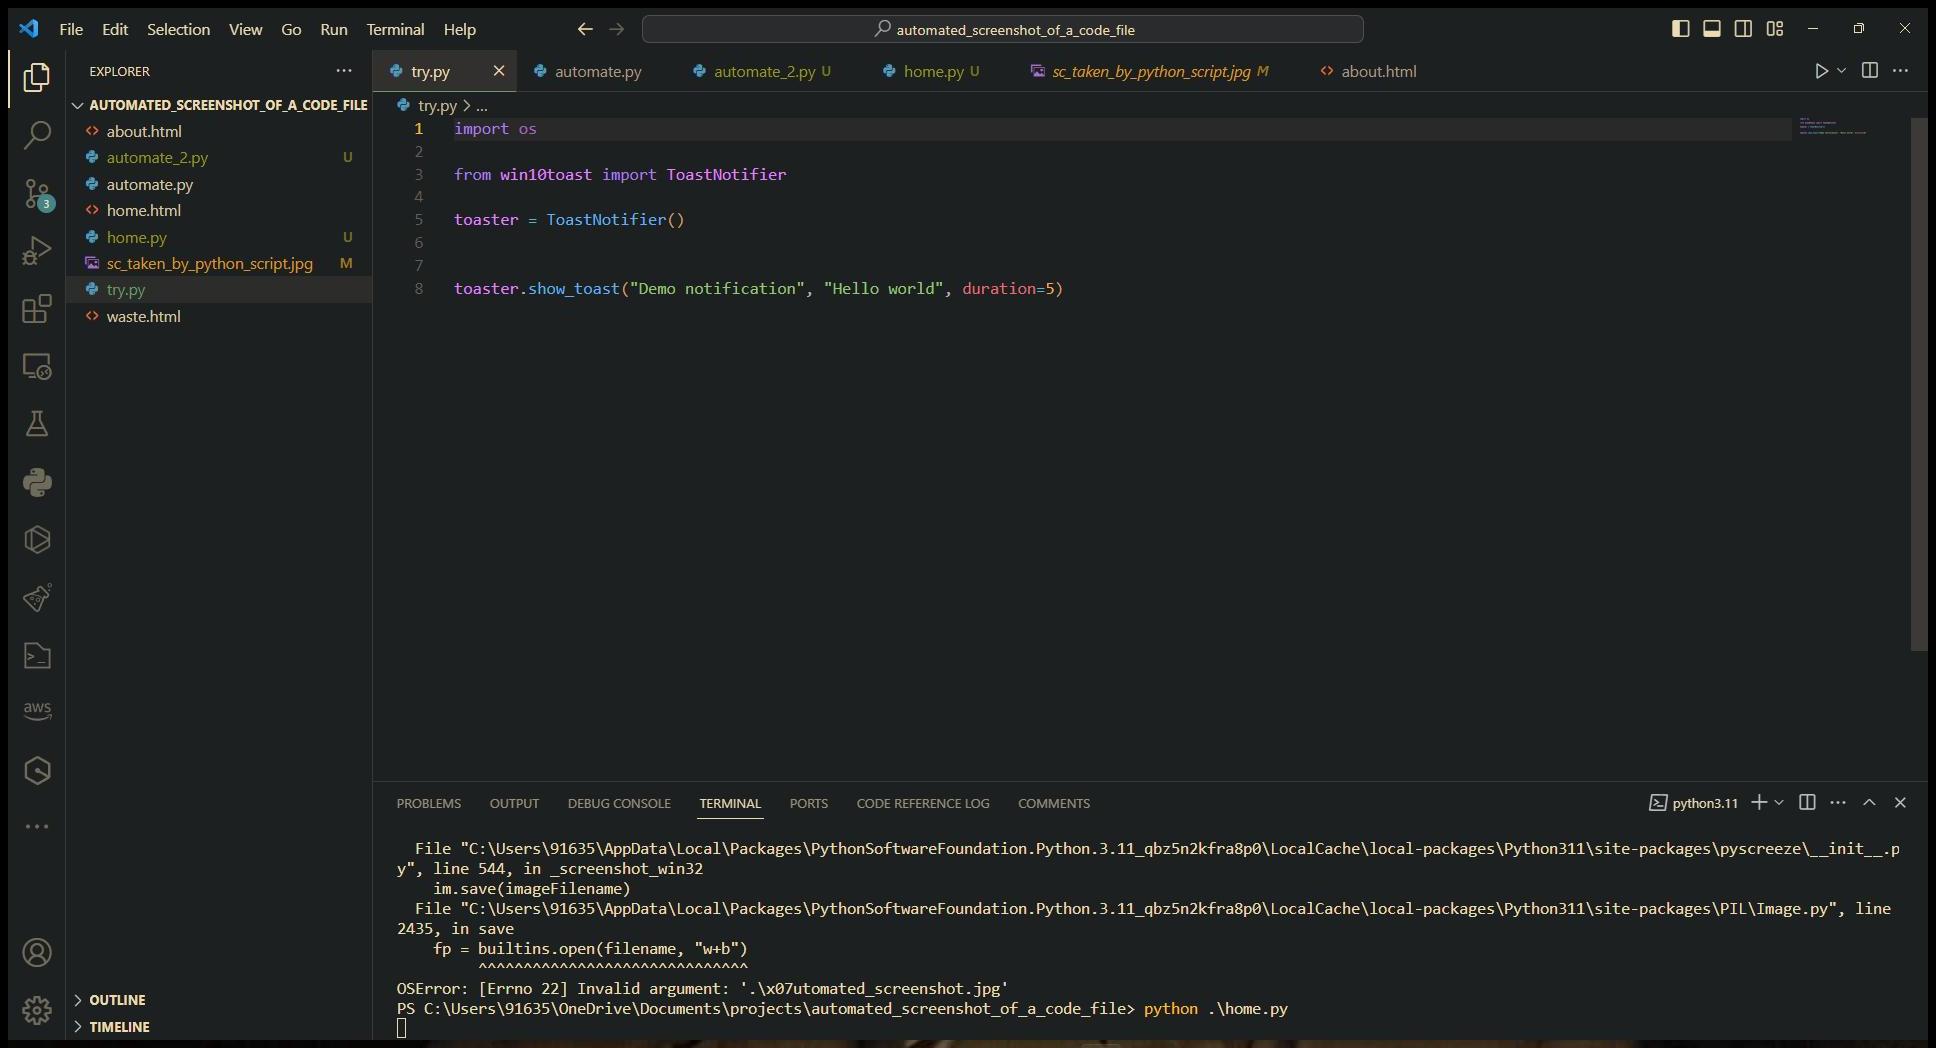 File Edit Selection View Go Run Terminal Help
automated_screenshot_of_a_code_file
EXPLORER
AUTOMATED_SCREENSHOT_OF_A_CODE_FILE
about.html
automate_2.py U
automate.py
home.html
home.py U
sc_taken_by_python_script.jpg M
try.py
waste.html
3
aws
OUTLINE
TIMELINE
try.py automate.py automate_2.py U home.py U sc_taken_by_python_script.jpg M about.html
try.py > ...
1 import os
2
3 from win10toast import ToastNotifier
4
5 toaster = ToastNotifier()
6
7
8 toaster.show_toast("Demo notification", "Hello world", duration=5)
PROBLEMS OUTPUT DEBUG CONSOLE TERMINAL PORTS CODE REFERENCE LOG COMMENTS
python3.11
File "C:\Users\91635\AppData\Local\Packages\PythonSoftwareFoundation.Python.3.11_qbz5n2kfra8p0\LocalCache\local-packages\Python311\site-packages\pyscreeze\__init__.p
y", line 544, in _screenshot_win32
im.save(imageFilename)
File "C:\Users\91635\AppData\Local\Packages\PythonSoftwareFoundation.Python.3.11_qbz5n2kfra8p0\LocalCache\local-packages\Python311\site-packages\PIL\Image.py", line
2435, in save
fp = builtins.open(filename, "w+b")
^^^^^^^^^^^^^^^^^^^^^^^^^^^^^^
OSError: [Errno 22] Invalid argument: '.\x07utomated_screenshot.jpg'
PS C:\Users\91635\OneDrive\Documents\projects\automated_screenshot_of_a_code_file> python .\home.py